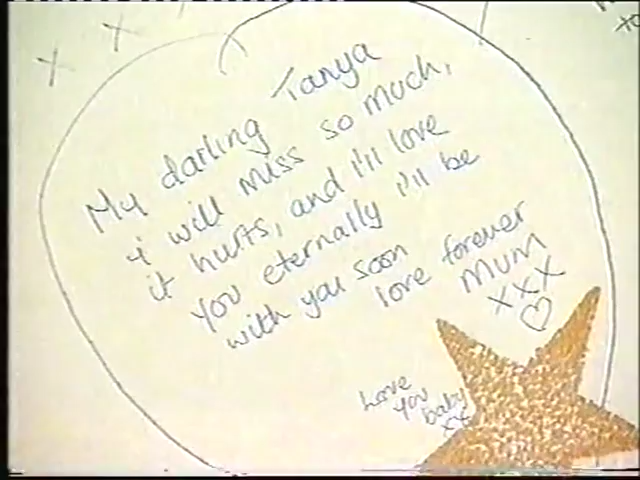 x x
My darling Tanya
i will miss so much,
it hurts, and i'll love
you eternally i'll be
with you soon
love forever
MUM
xxx
Love
you
baby
xx